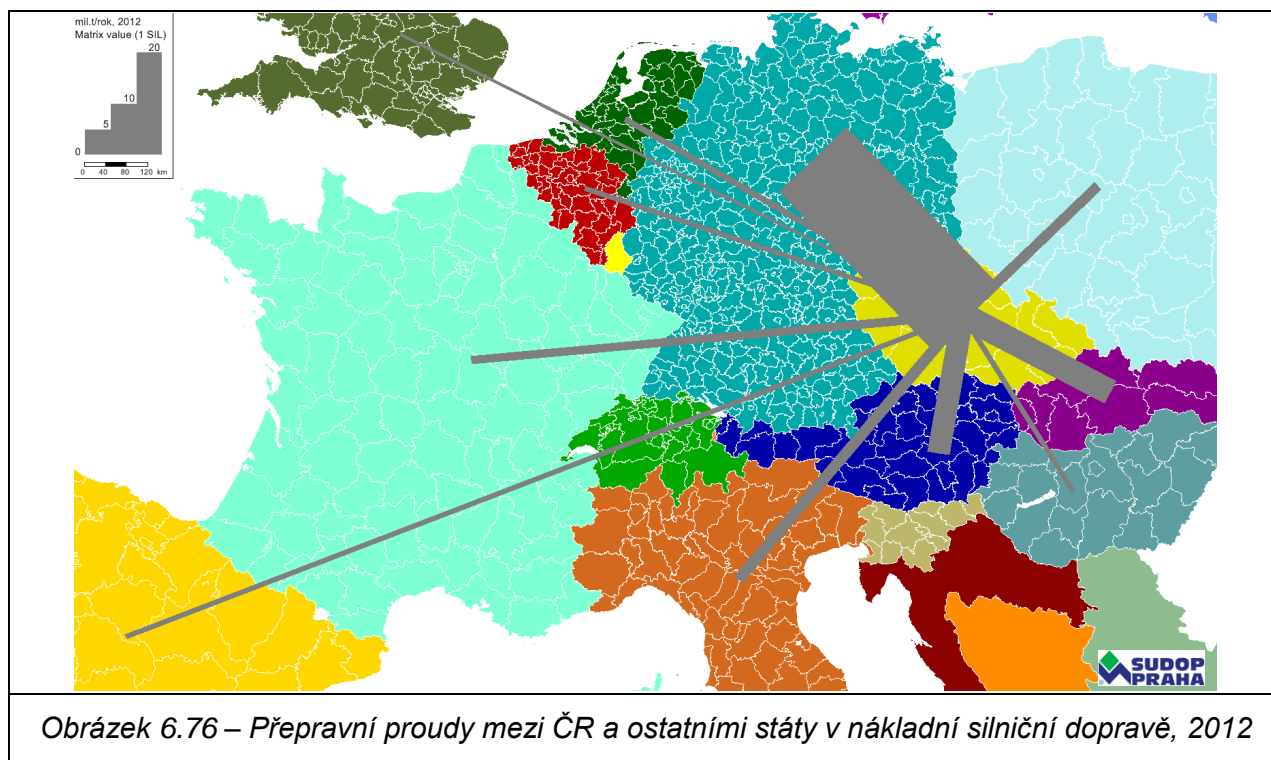 mil.t/rok, 2012
Matrix value (1 SIL)
20
10
5
0
0 40 80 120 km
SUDOP
PRAHA
Obrázek 6.76 – Přepravní proudy mezi ČR a ostatními státy v nákladní silniční dopravě, 2012